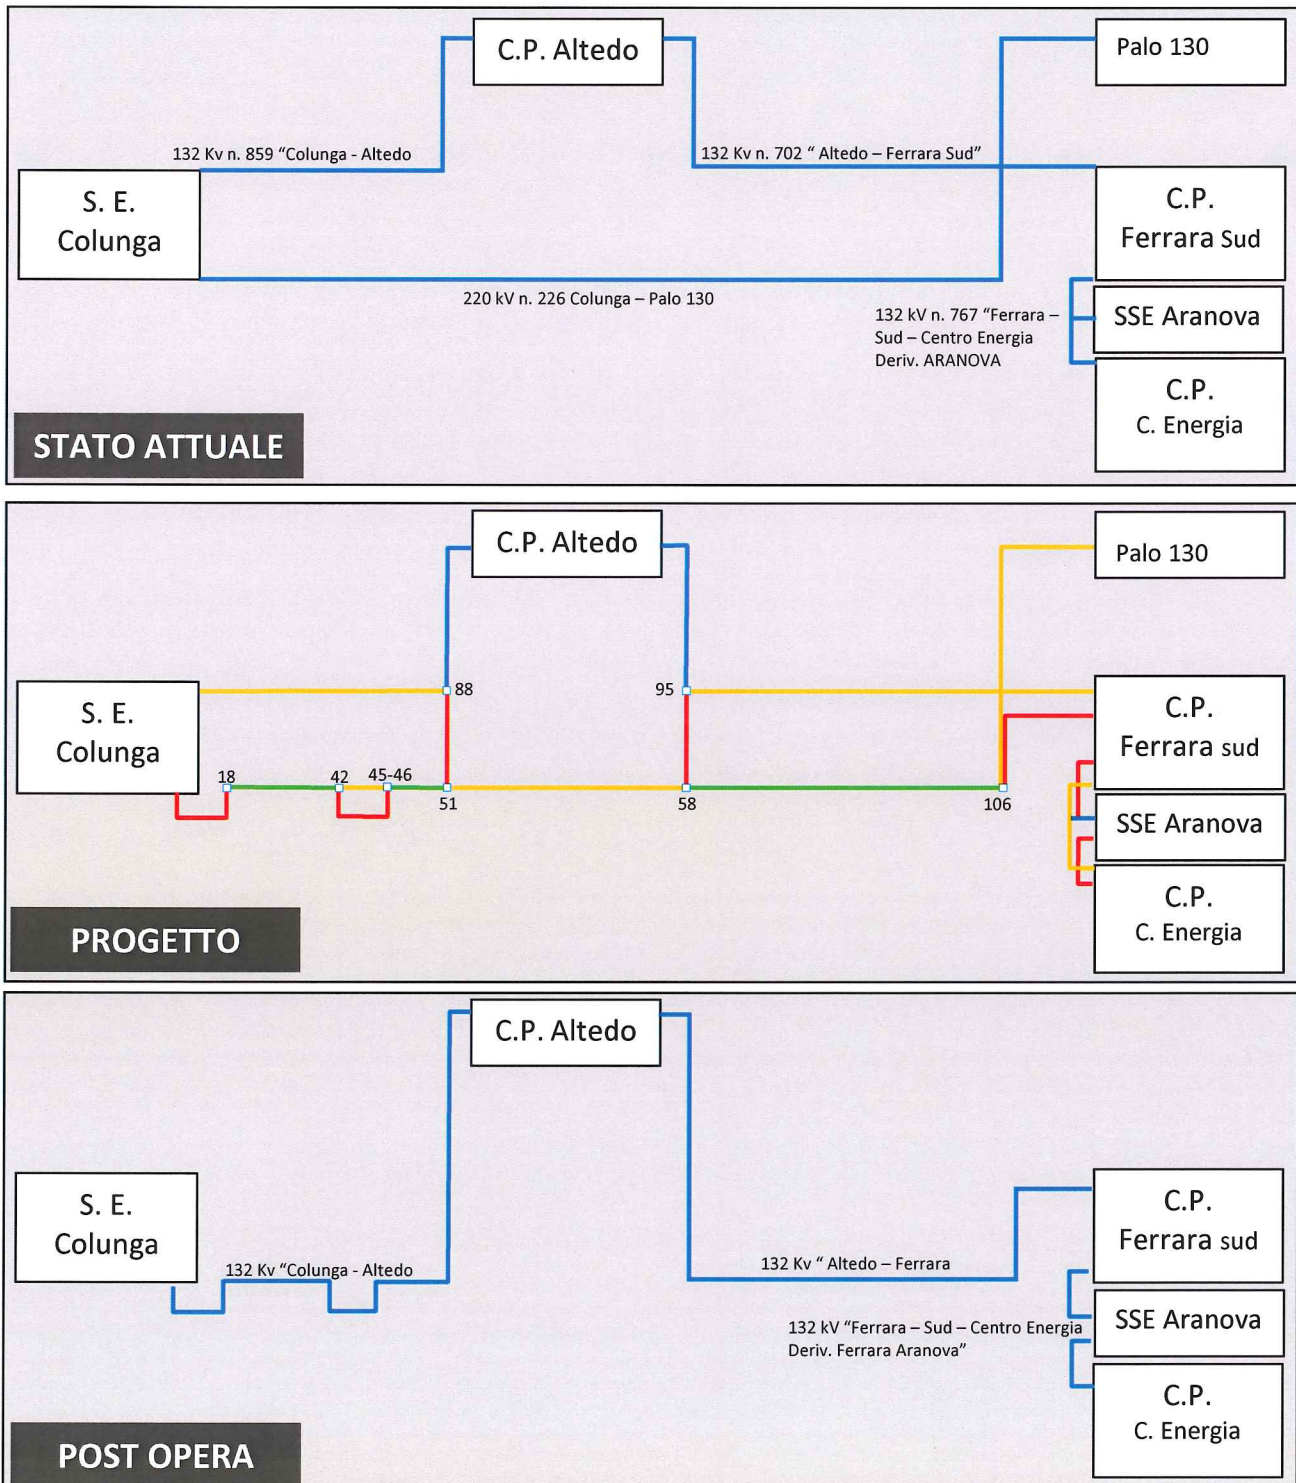 C.P. Altedo
Palo 130
132 Kv n. 859 “Colunga - Altedo
132 Kv n. 702 “ Altedo – Ferrara Sud”
S. E.
Colunga
C.P.
Ferrara Sud
220 kV n. 226 Colunga – Palo 130
132 kV n. 767 “Ferrara –
Sud – Centro Energia
Deriv. ARANOVA
SSE Aranova
C.P.
C. Energia
STATO ATTUALE
C.P. Altedo
Palo 130
88
95
S. E.
Colunga
C.P.
Ferrara sud
18
42
45-46
51
58
106
SSE Aranova
C.P.
C. Energia
PROGETTO
C.P. Altedo
S. E.
Colunga
C.P.
Ferrara sud
132 Kv “Colunga - Altedo
132 Kv “ Altedo – Ferrara
132 kV “Ferrara – Sud – Centro Energia
Deriv. Ferrara Aranova”
SSE Aranova
C.P.
C. Energia
POST OPERA